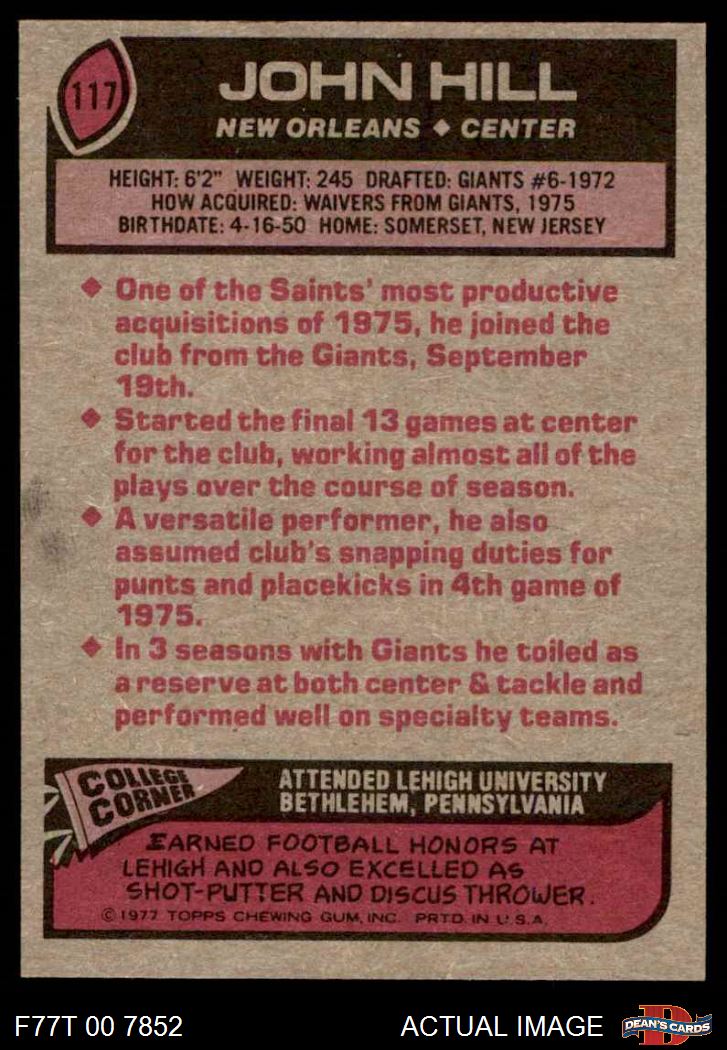 117
JOHN HILL
NEW ORLEANS ◆ CENTER
HEIGHT: 6'2" WEIGHT: 245 DRAFTED: GIANTS #6-1972
HOW ACQUIRED: WAIVERS FROM GIANTS, 1975
BIRTHDATE: 4-16-50 HOME: SOMERSET, NEW JERSEY
◆ One of the Saints' most productive
acquisitions of 1975, he joined the
club from the Giants, September
19th.
◆ Started the final 13 games at center
for the club, working almost all of the
plays over the course of season.
◆ A versatile performer, he also
assumed club's snapping duties for
punts and placekicks in 4th game of
1975.
◆ In 3 seasons with Giants he toiled as
a reserve at both center & tackle and
performed well on specialty teams.
COLLEGE
CORNER
ATTENDED LEHIGH UNIVERSITY
BETHLEHEM, PENNSYLVANIA
EARNED FOOTBALL HONORS AT
LEHIGH AND ALSO EXCELLED AS
SHOT-PUTTER AND DISCUS THROWER.
© 1977 TOPPS CHEWING GUM, INC. PRTD. IN U.S.A.
F77T 00 7852
ACTUAL IMAGE
D
DEAN'S CARDS